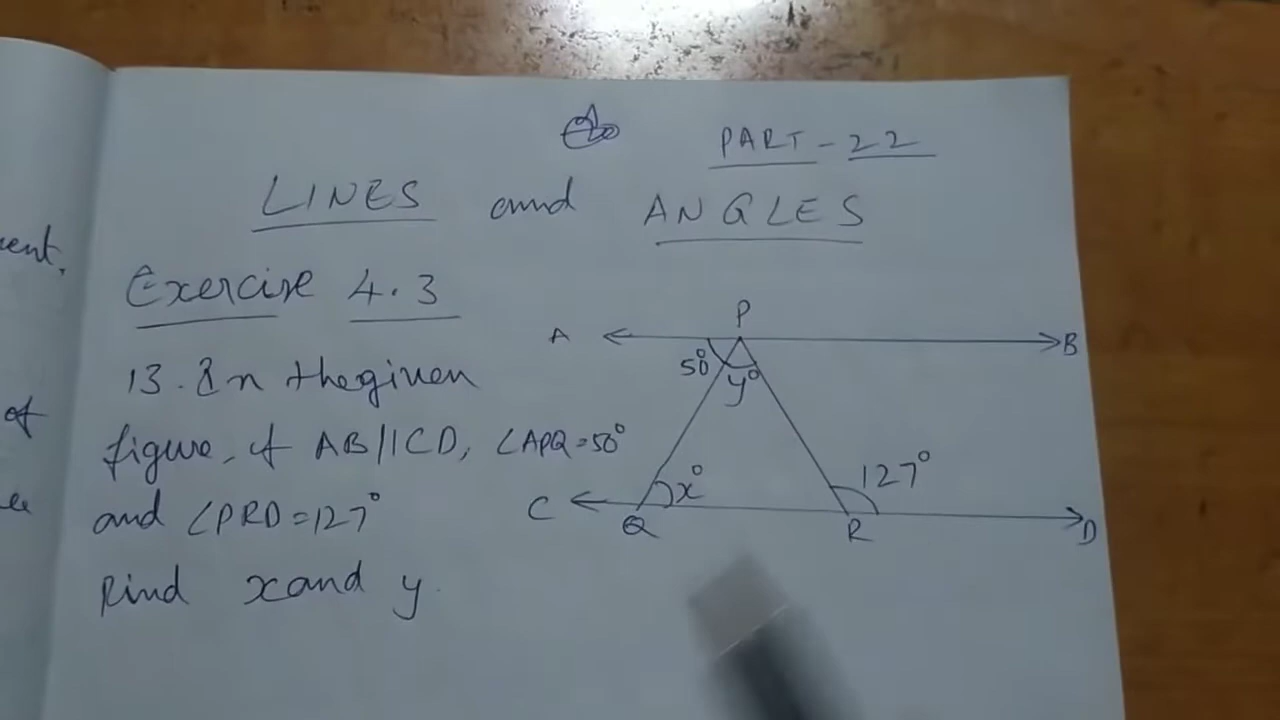 PART-22
LINES and ANGLES
Exercise 4.3
13. In the given
figure, if AB//CD, ∠APQ=50°
and ∠PRD=127°
Find x and y.
A
P
B
50°
y°
x°
127°
C
Q
R
D
of